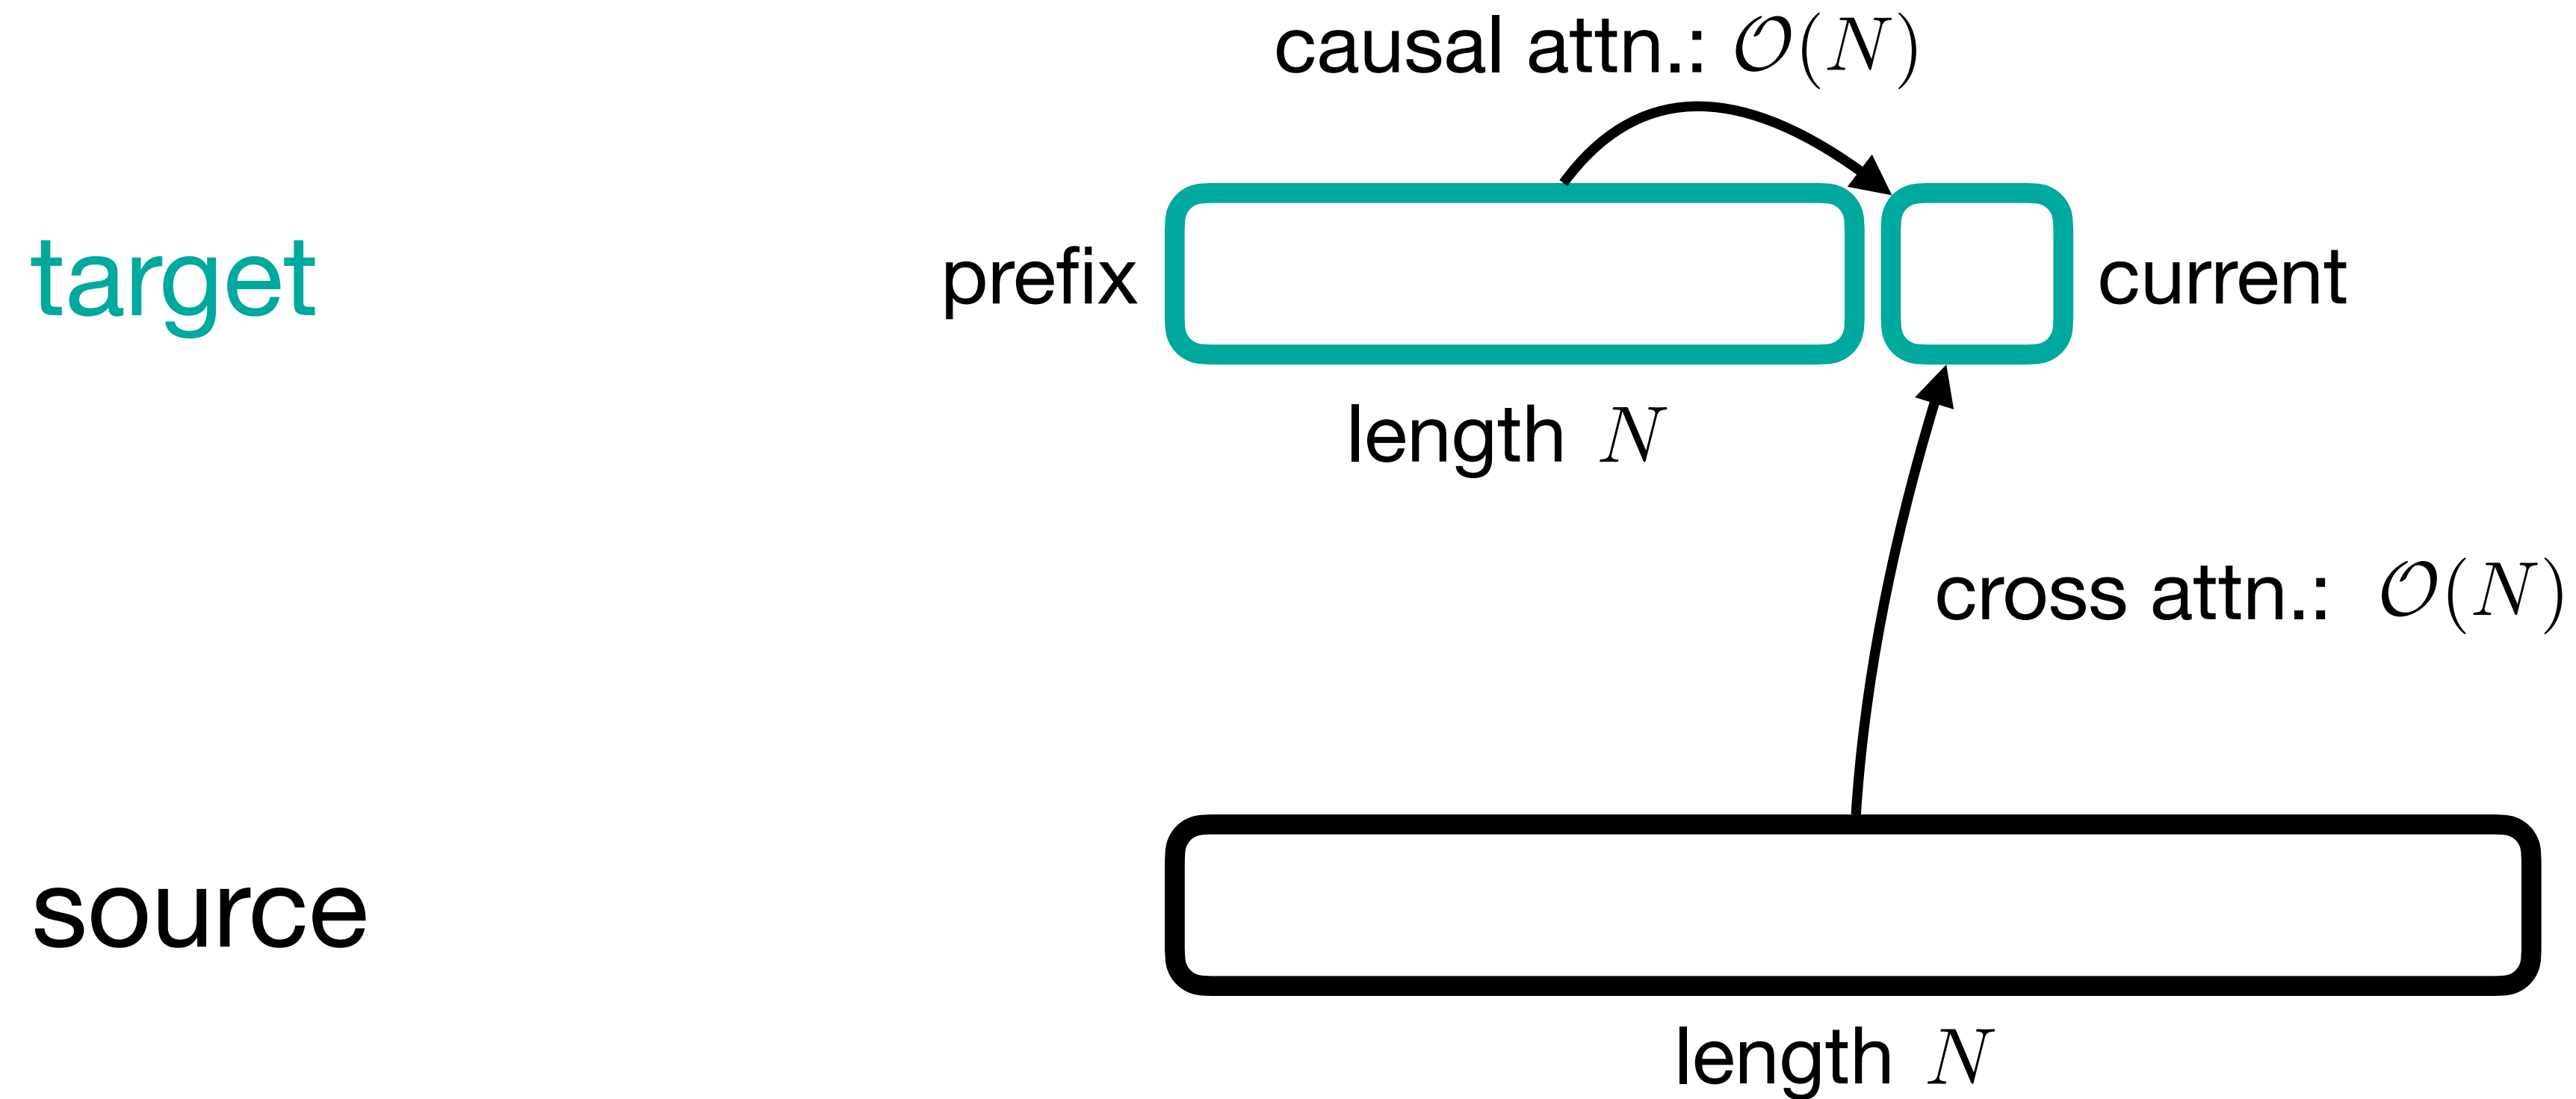 causal attn.: 𝒪(N)
target
prefix
current
length N
cross attn.: 𝒪(N)
source
length N